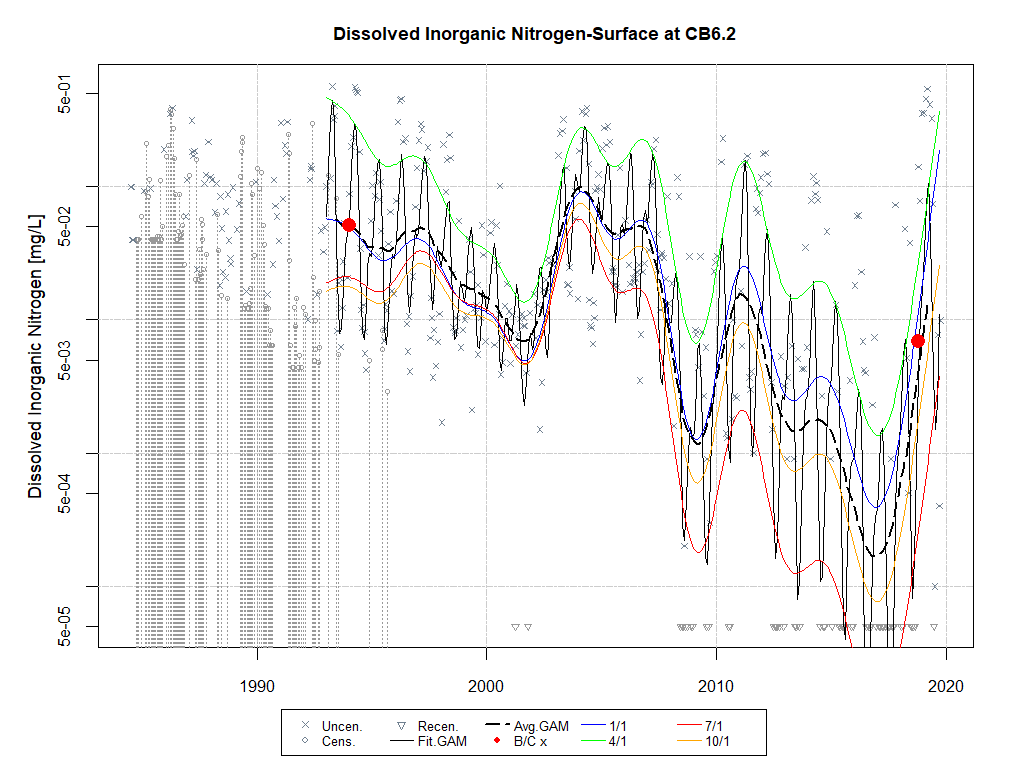 Dissolved Inorganic Nitrogen-Surface at CB6.2
Dissolved Inorganic Nitrogen [mg/L]
5e-01
5e-02
5e-03
5e-04
5e-05
1990 2000 2010 2020
Uncen. Recen. Avg.GAM 1/1 7/1
Cens. Fit.GAM B/C x 4/1 10/1